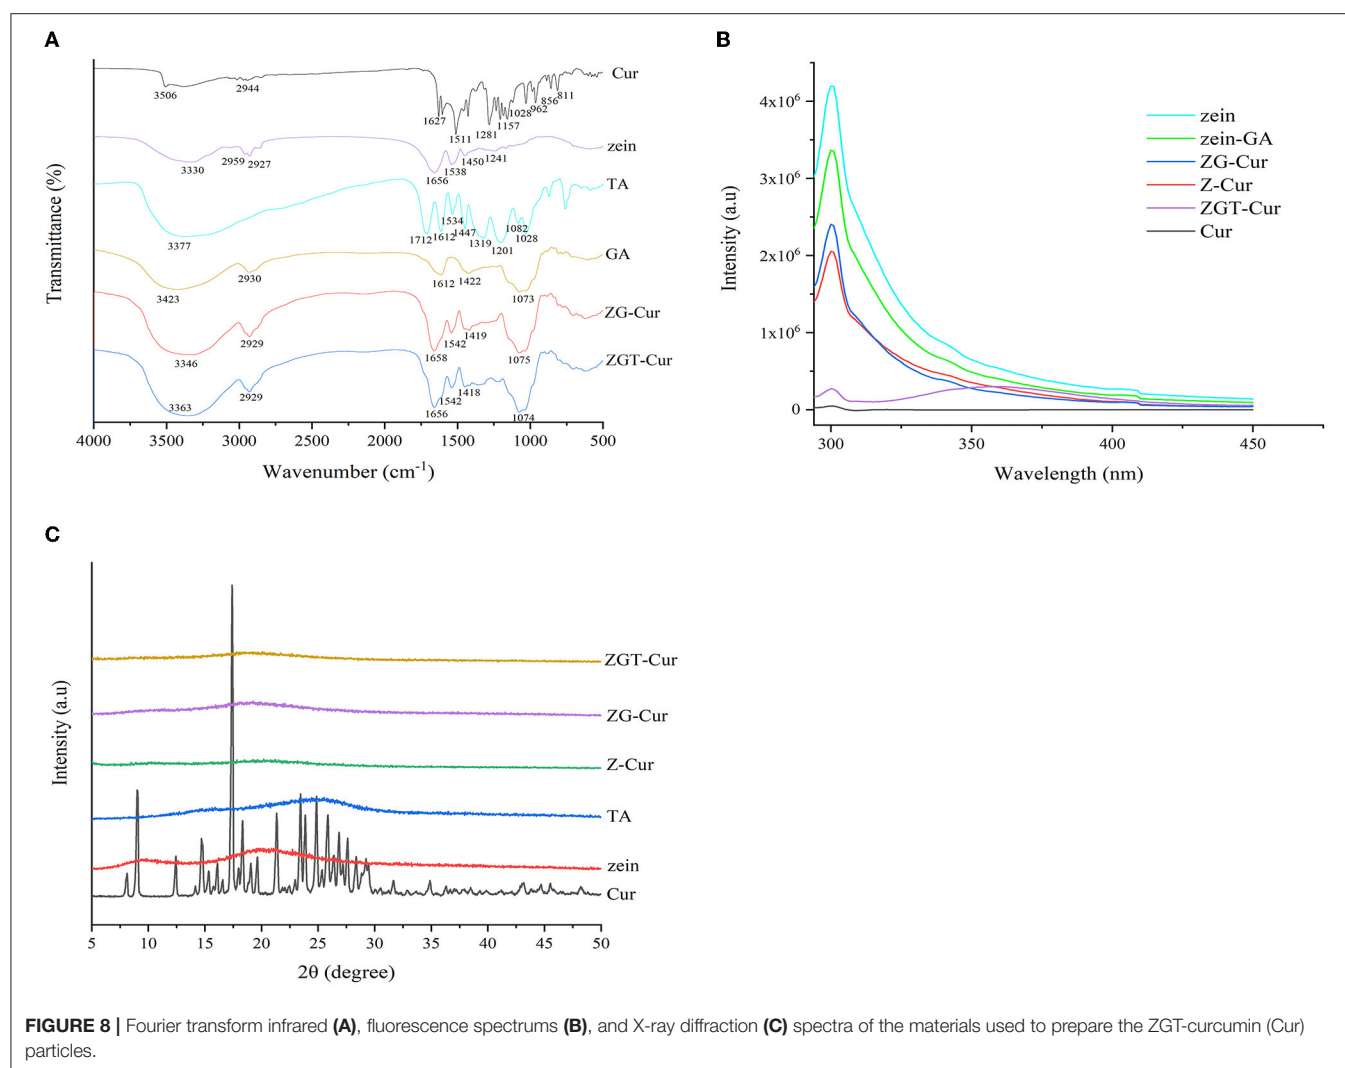 A
Cur
3506
2944
1627
1511
1281
1157
1028
962
856
811
zein
3330
2959
2927
1656
1538
1450
1241
TA
3377
1712
1612
1534
1447
1319
1201
1082
1028
GA
3423
2930
1612
1422
1073
ZG-Cur
3346
2929
1658
1542
1419
1075
ZGT-Cur
3363
2929
1656
1542
1418
1074
Transmittance (%)
4000 3500 3000 2500 2000 1500 1000 500
Wavenumber (cm⁻¹)
B
4x10⁶
3x10⁶
2x10⁶
1x10⁶
0
Intensity (a.u)
zein
zein-GA
ZG-Cur
Z-Cur
ZGT-Cur
Cur
300 350 400 450
Wavelength (nm)
C
Intensity (a.u)
ZGT-Cur
ZG-Cur
Z-Cur
TA
zein
Cur
5 10 15 20 25 30 35 40 45 50
2θ (degree)
FIGURE 8 | Fourier transform infrared (A), fluorescence spectrums (B), and X-ray diffraction (C) spectra of the materials used to prepare the ZGT-curcumin (Cur)
particles.